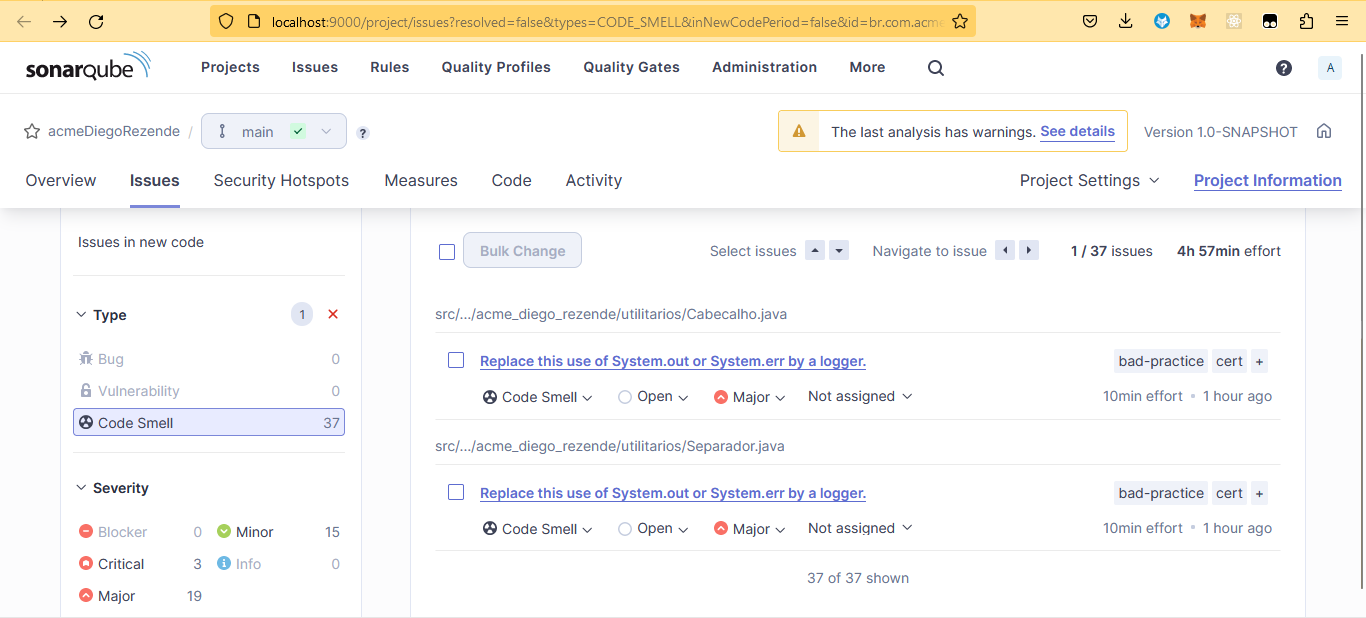 localhost:9000/project/issues?resolved=false&types=CODE_SMELL&inNewCodePeriod=false&id=br.com.acme
sonarqube
Projects Issues Rules Quality Profiles Quality Gates Administration More ? A
acmeDiegoRezende / main ?
The last analysis has warnings. See details Version 1.0-SNAPSHOT
Overview Issues Security Hotspots Measures Code Activity Project Settings Project Information
Issues in new code
Type 1
Bug 0
Vulnerability 0
Code Smell 37
Severity
Blocker 0 Minor 15
Critical 3 Info 0
Major 19
Bulk Change Select issues Navigate to issue 1 / 37 issues 4h 57min effort
src/.../acme_diego_rezende/utilitarios/Cabecalho.java
Replace this use of System.out or System.err by a logger. bad-practice cert +
Code Smell Open Major Not assigned 10min effort • 1 hour ago
src/.../acme_diego_rezende/utilitarios/Separador.java
Replace this use of System.out or System.err by a logger. bad-practice cert +
Code Smell Open Major Not assigned 10min effort • 1 hour ago
37 of 37 shown